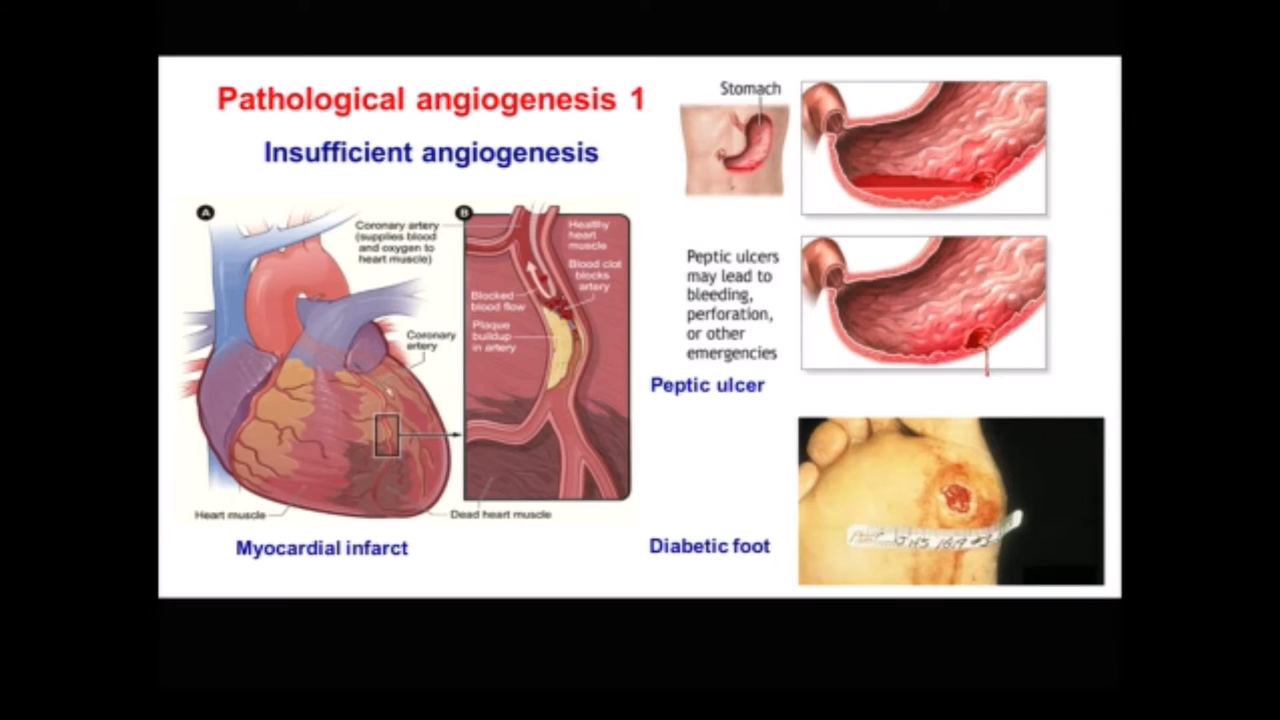 Pathological angiogenesis 1
Insufficient angiogenesis
A
Coronary artery
(supplies blood
and oxygen to
heart muscle)
Coronary
artery
Heart muscle
Dead heart muscle
B
Healthy
heart
muscle
Blood clot
blocks
artery
Blocked
blood flow
Plaque
buildup
in artery
Myocardial infarct
Stomach
Peptic ulcers
may lead to
bleeding,
perforation,
or other
emergencies
Peptic ulcer
Diabetic foot